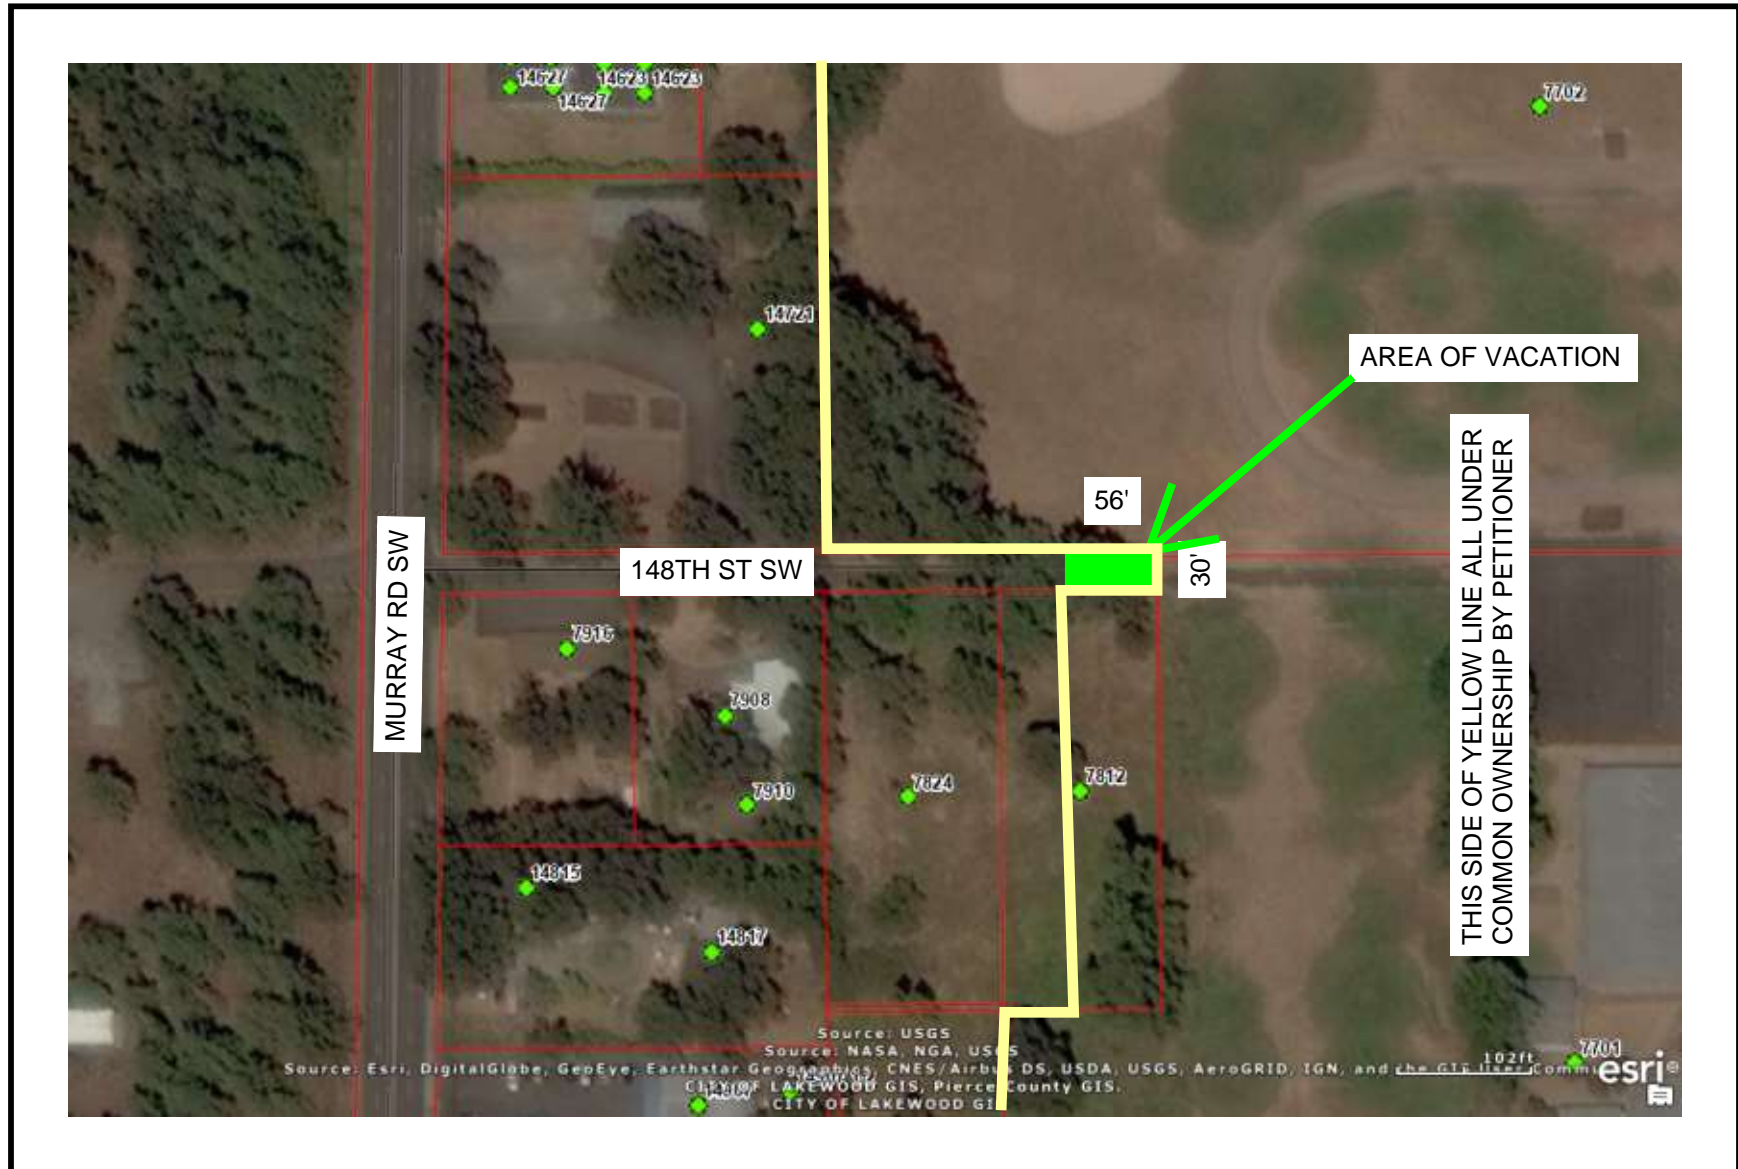 14627
14623 14623
14627
7702
14721
AREA OF VACATION
56'
30'
148TH ST SW
MURRAY RD SW
THIS SIDE OF YELLOW LINE ALL UNDER
COMMON OWNERSHIP BY PETITIONER
7916
7908
7910
7824
7812
14815
14817
Source: USGS
Source: NASA, NGA, USGS
Source: Esri, DigitalGlobe, GeoEye, Earthstar Geographics, CNES/Airbus DS, USDA, USGS, AeroGRID, IGN, and the GIS User Commu
CITY OF LAKEWOOD GIS, Pierce County GIS.
CITY OF LAKEWOOD GI
102ft
7701
esri